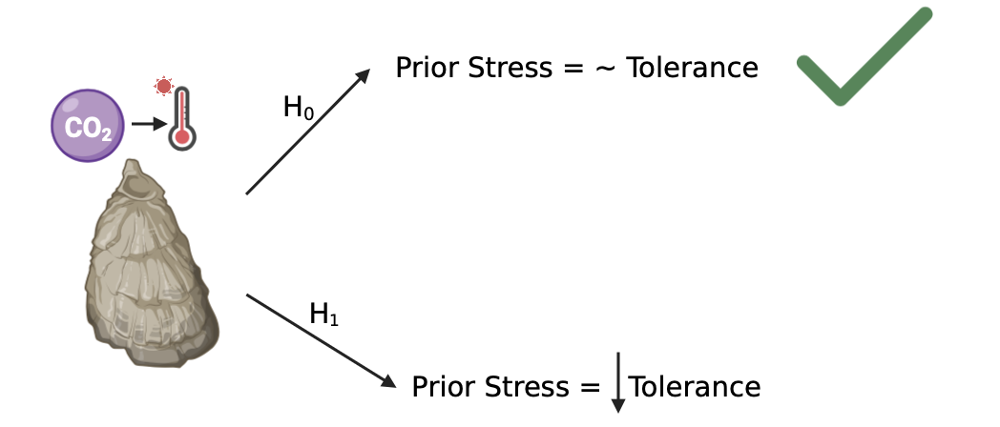 Prior Stress = ~ Tolerance
H₀
CO₂
H₁
Prior Stress = ↓Tolerance